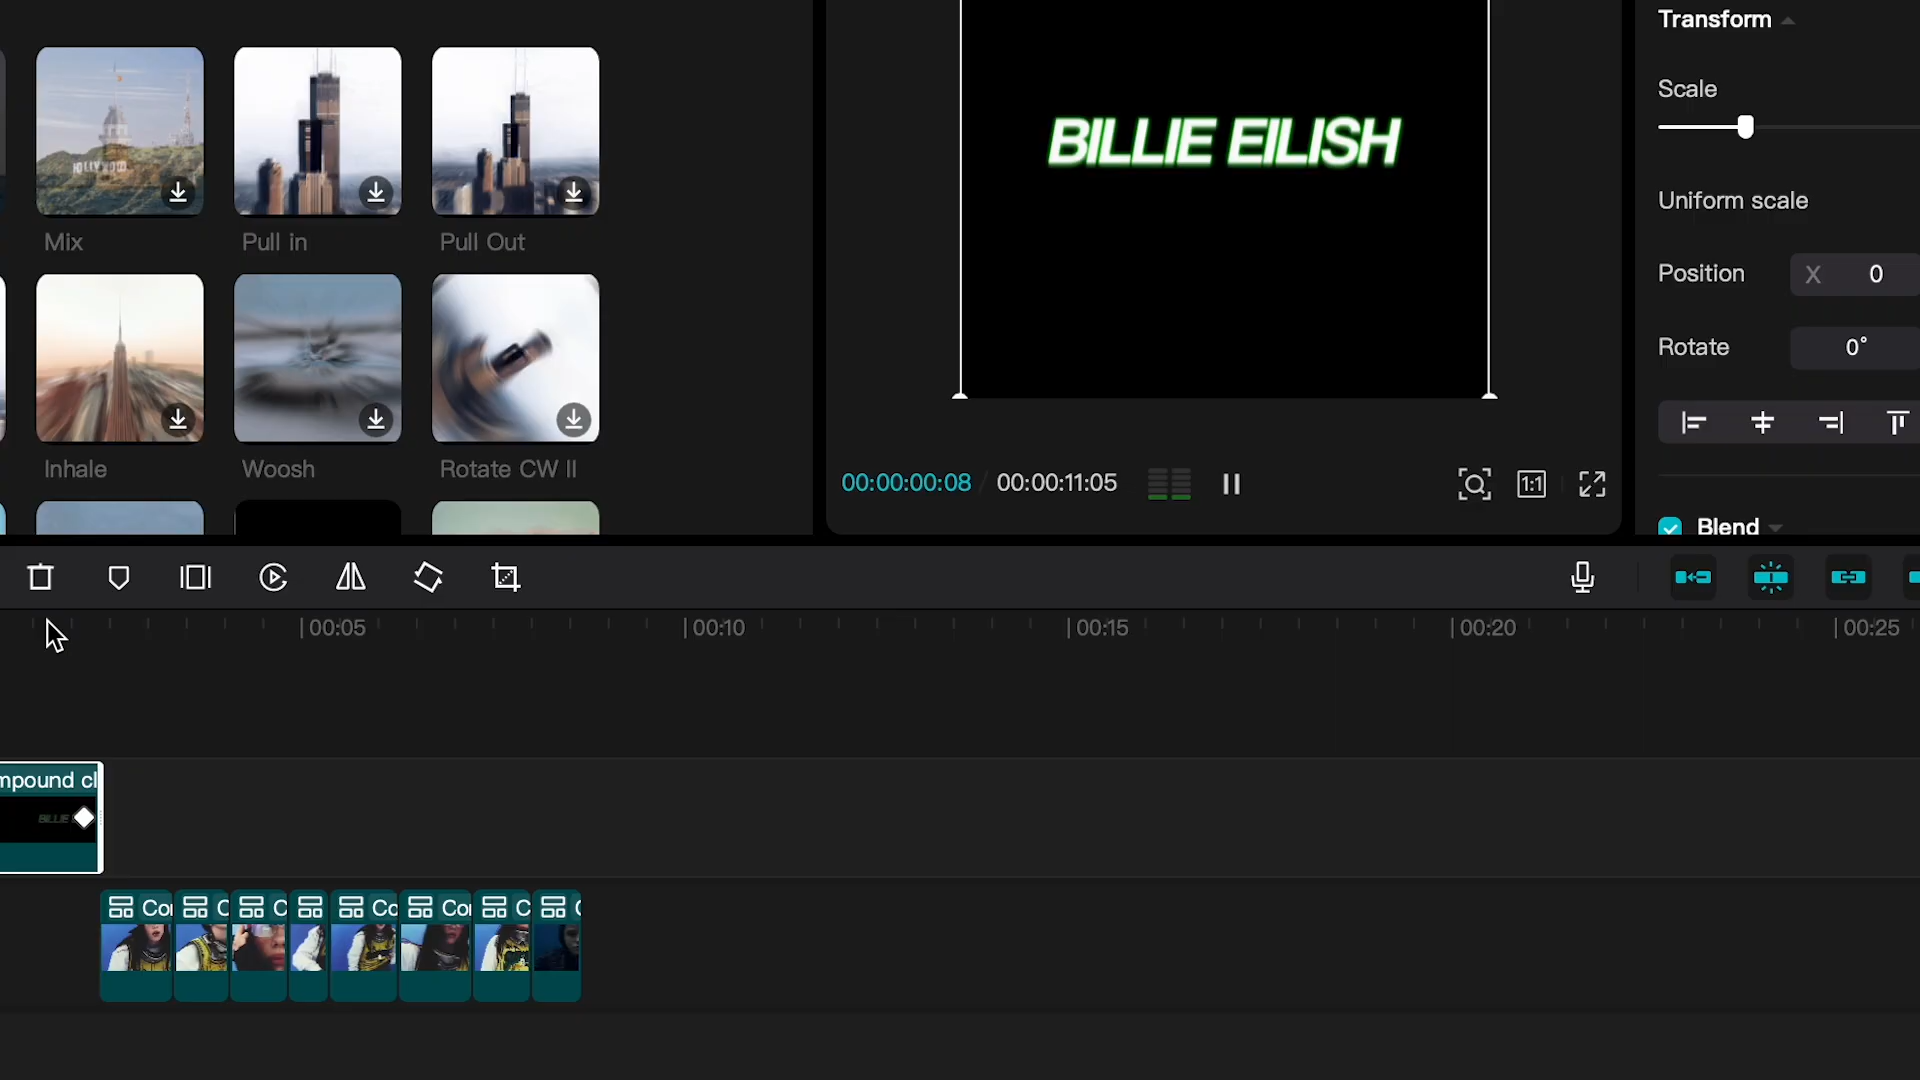 Mix
Pull in
Pull Out
HOLLYWOOD
Inhale
Woosh
Rotate CW II
BILLIE EILISH
00:00:00:08 / 00:00:11:05
1:1
Transform
Scale
Uniform scale
Position X 0
Rotate 0°
Blend
00:05
00:10
00:15
00:20
00:25
mpound cl
BILLIE
Co
C
C
Co
Co
C